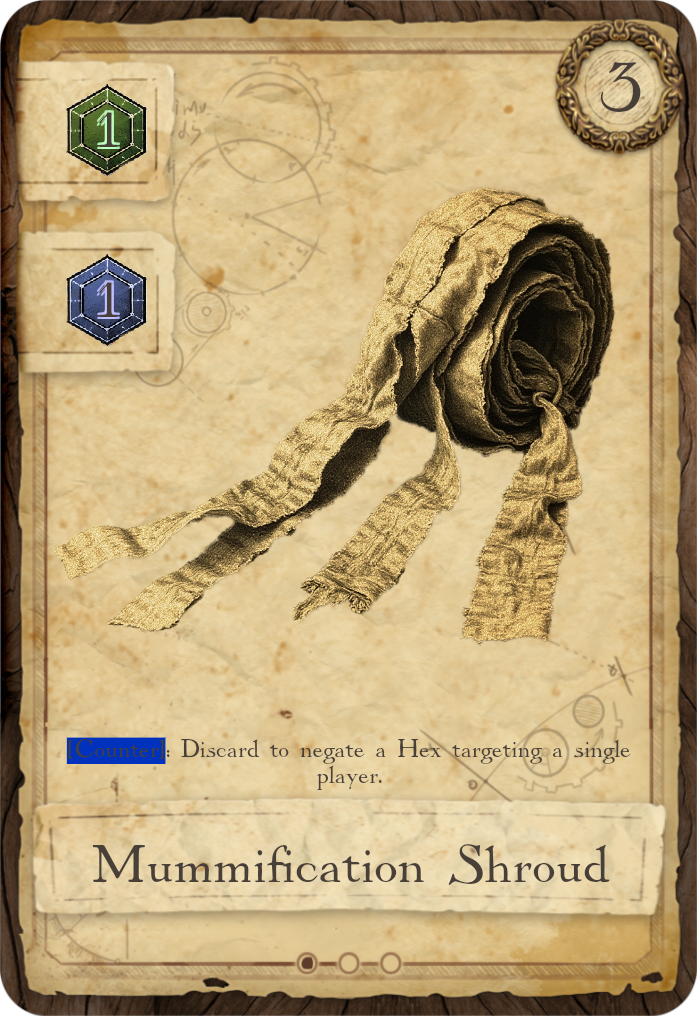 3
1
1
[Counter]: Discard to negate a Hex targeting a single
player.
Mummification Shroud